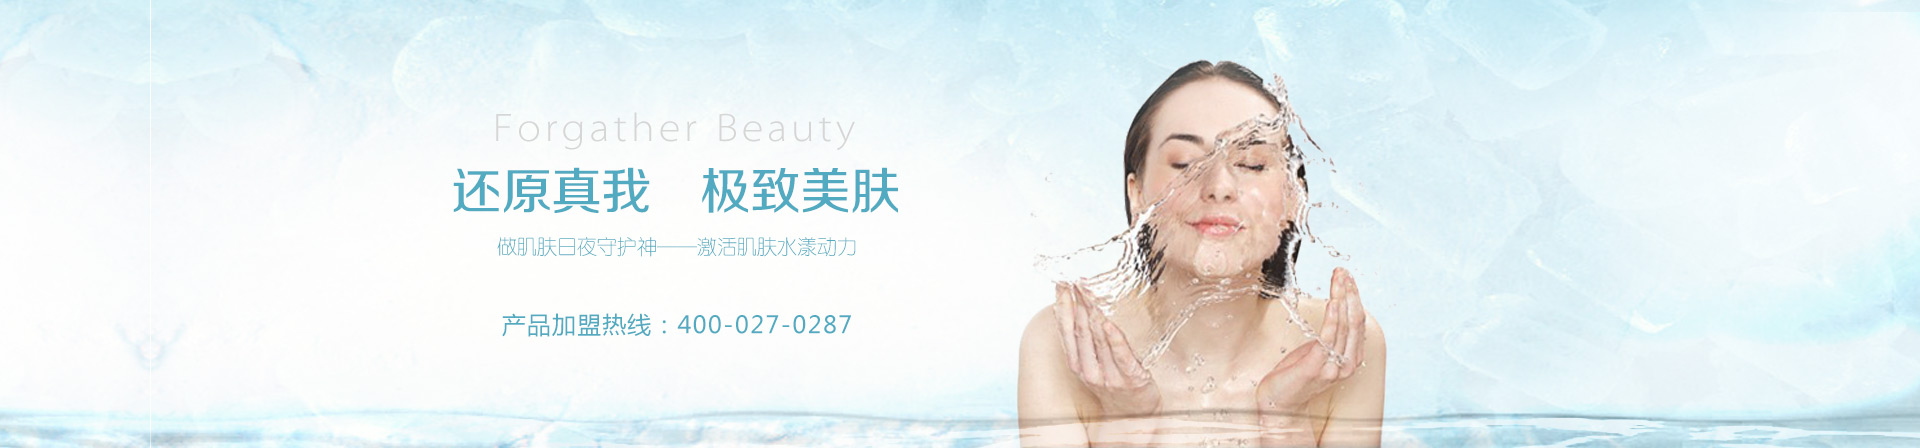 Forgather Beauty
还原真我 极致美肤
做肌肤日夜守护神——激活肌肤水漾动力
产品加盟热线：400-027-0287